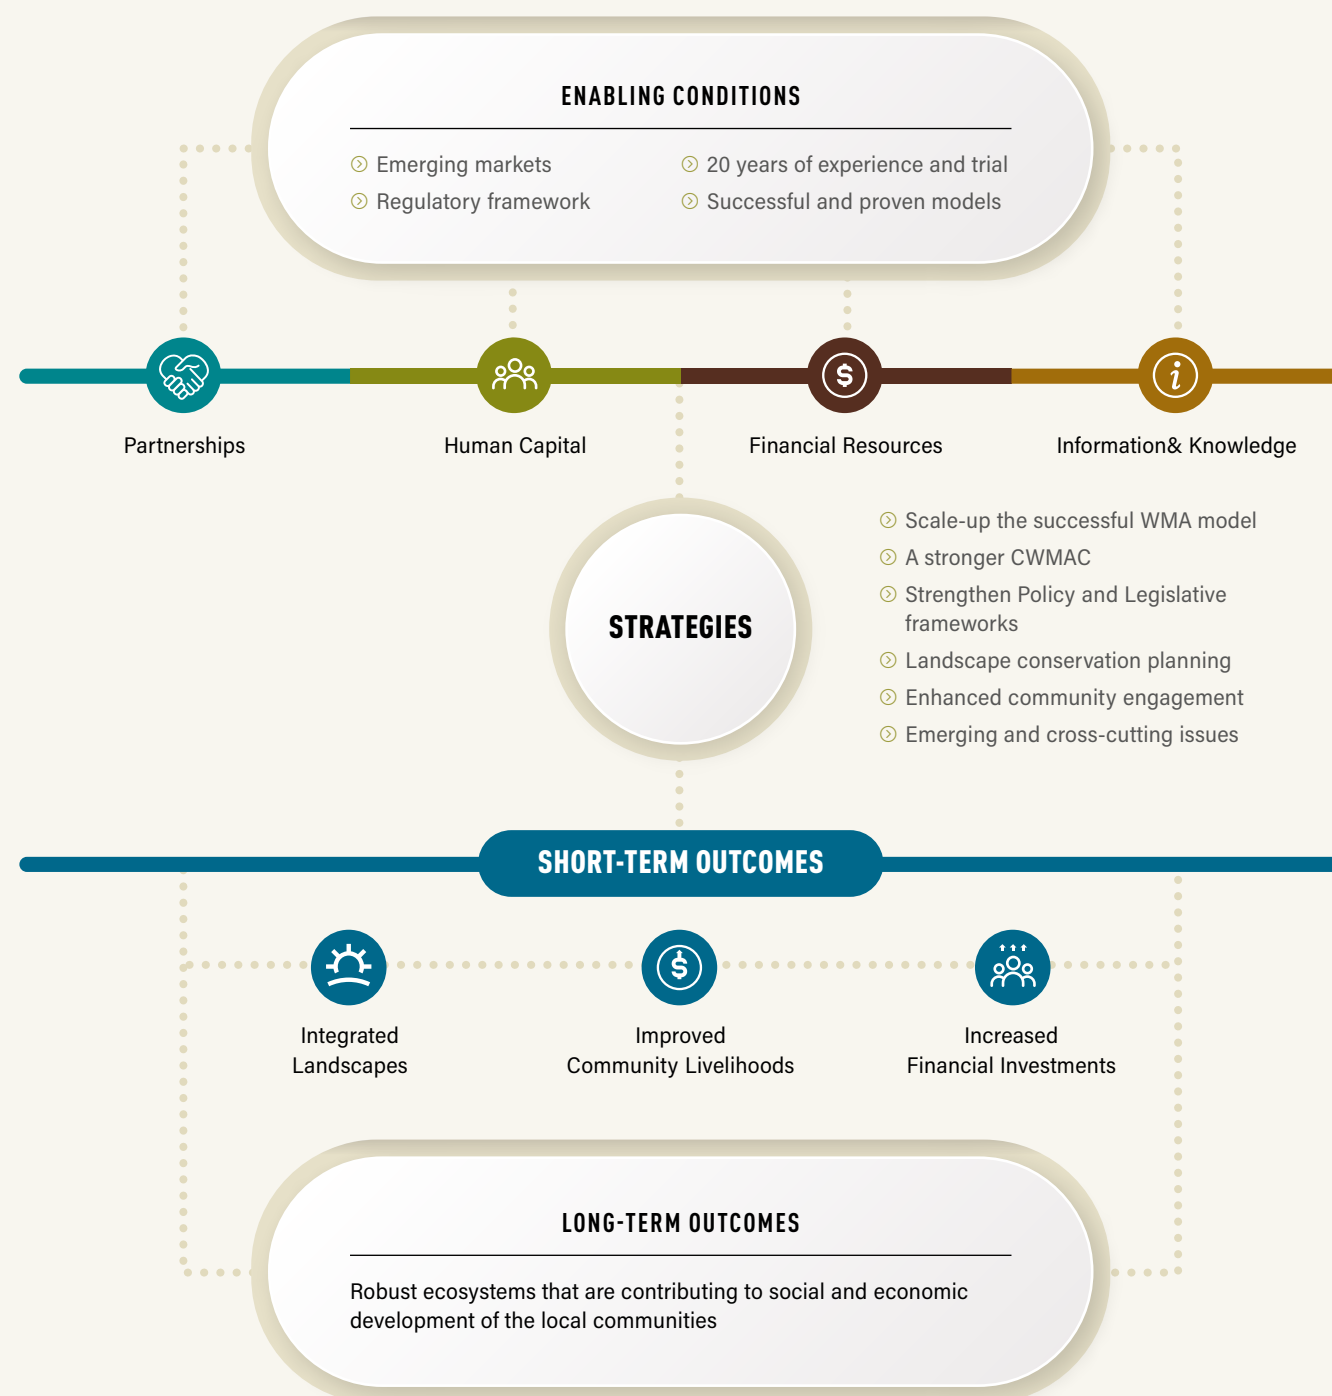 ENABLING CONDITIONS
Emerging markets
Regulatory framework
20 years of experience and trial
Successful and proven models
Partnerships
Human Capital
Financial Resources
Information& Knowledge
STRATEGIES
Scale-up the successful WMA model
A stronger CWMAC
Strengthen Policy and Legislative
frameworks
Landscape conservation planning
Enhanced community engagement
Emerging and cross-cutting issues
SHORT-TERM OUTCOMES
Integrated
Landscapes
Improved
Community Livelihoods
Increased
Financial Investments
LONG-TERM OUTCOMES
Robust ecosystems that are contributing to social and economic
development of the local communities